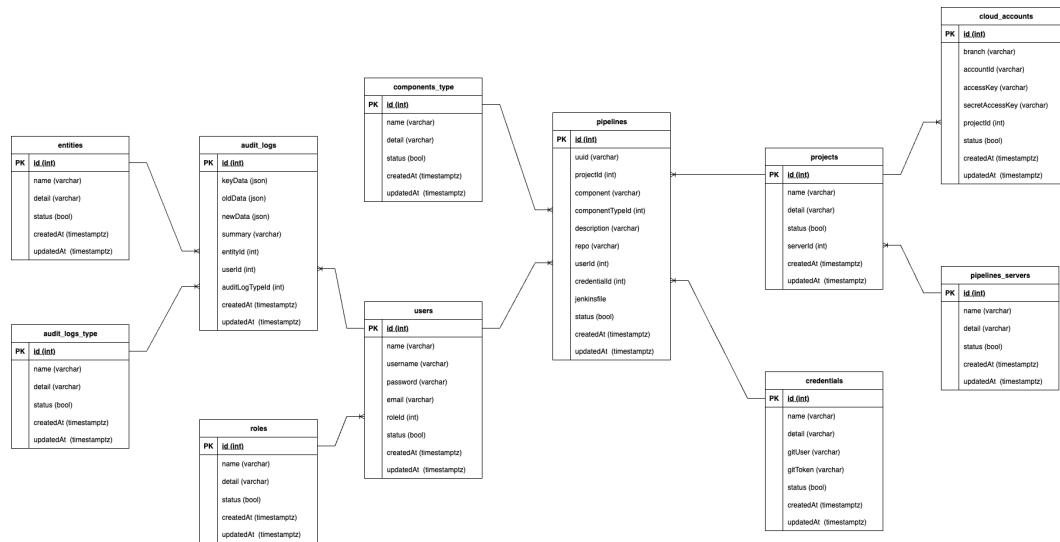 cloud_accounts
PK id (int)
branch (varchar)
accountId (varchar)
accessKey (varchar)
secretAccessKey (varchar)
projectId (int)
status (bool)
createdAt (timestamptz)
updatedAt (timestamptz)
components_type
PK id (int)
name (varchar)
detail (varchar)
status (bool)
createdAt (timestamptz)
updatedAt (timestamptz)
pipelines
PK id (int)
uuid (varchar)
projectId (int)
component (varchar)
componentTypeId (int)
description (varchar)
repo (varchar)
userId (int)
credentialId (int)
jenkinsfile
status (bool)
createdAt (timestamptz)
updatedAt (timestamptz)
entities
PK id (int)
name (varchar)
detail (varchar)
status (bool)
createdAt (timestamptz)
updatedAt (timestamptz)
audit_logs
PK id (int)
keyData (json)
oldData (json)
newData (json)
summary (varchar)
entityId (int)
userId (int)
auditLogTypeId (int)
createdAt (timestamptz)
updatedAt (timestamptz)
projects
PK id (int)
name (varchar)
detail (varchar)
status (bool)
serverId (int)
createdAt (timestamptz)
updatedAt (timestamptz)
pipelines_servers
PK id (int)
name (varchar)
detail (varchar)
status (bool)
createdAt (timestamptz)
updatedAt (timestamptz)
audit_logs_type
PK id (int)
name (varchar)
detail (varchar)
status (bool)
createdAt (timestamptz)
updatedAt (timestamptz)
users
PK id (int)
name (varchar)
username (varchar)
password (varchar)
email (varchar)
roleId (int)
status (bool)
createdAt (timestamptz)
updatedAt (timestamptz)
credentials
PK id (int)
name (varchar)
detail (varchar)
gitUser (varchar)
gitToken (varchar)
status (bool)
createdAt (timestamptz)
updatedAt (timestamptz)
roles
PK id (int)
name (varchar)
detail (varchar)
status (bool)
createdAt (timestamptz)
updatedAt (timestamptz)